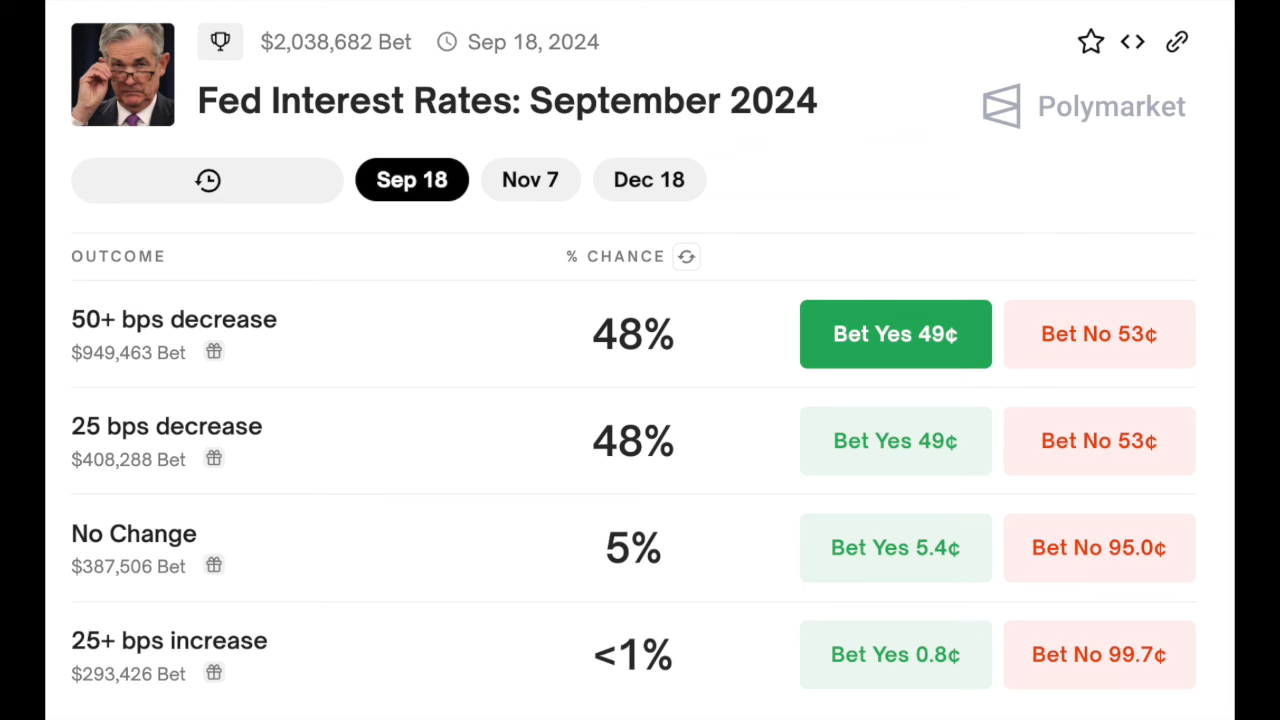 $2,038,682 Bet Sep 18, 2024
Fed Interest Rates: September 2024
Polymarket
Sep 18 Nov 7 Dec 18
OUTCOME % CHANCE
50+ bps decrease
$949,463 Bet
48%
Bet Yes 49¢ Bet No 53¢
25 bps decrease
$408,288 Bet
48%
Bet Yes 49¢ Bet No 53¢
No Change
$387,506 Bet
5%
Bet Yes 5.4¢ Bet No 95.0¢
25+ bps increase
$293,426 Bet
<1%
Bet Yes 0.8¢ Bet No 99.7¢